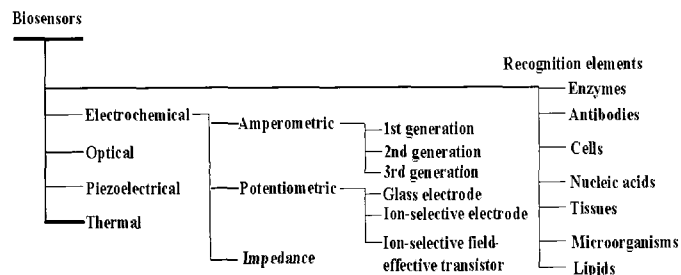 Biosensors
Recognition elements
Enzymes
Electrochemical
Amperometric
1st generation
Antibodies
Optical
2nd generation
Cells
3rd generation
Piezoelectrical
Potentiometric
Glass electrode
Nucleic acids
Thermal
Ion-selective electrode
Tissues
Impedance
Ion-selective field-
effective transistor
Microorganisms
Lipids